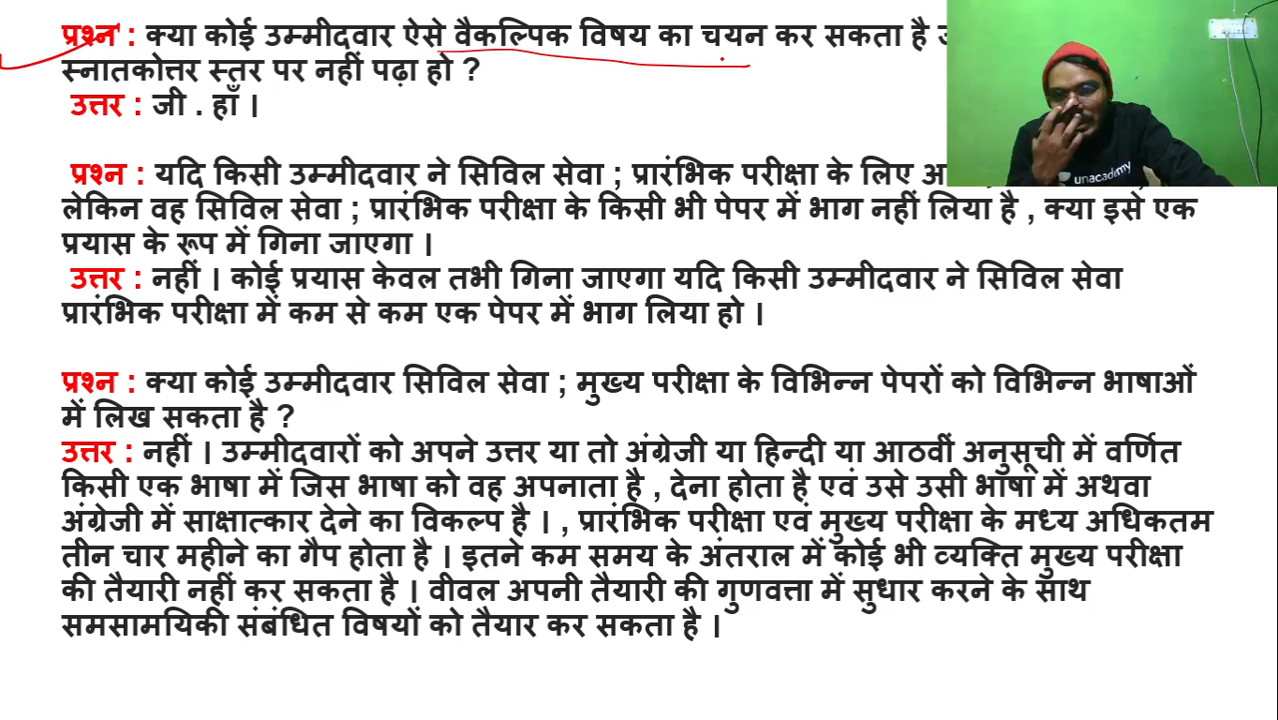 प्रश्न : क्या कोई उम्मीदवार ऐसे वैकल्पिक विषय का चयन कर सकता है
स्नातकोत्तर स्तर पर नहीं पढ़ा हो ?
उत्तर : जी . हाँ ।
प्रश्न : यदि किसी उम्मीदवार ने सिविल सेवा ; प्रारंभिक परीक्षा के लिए
लेकिन वह सिविल सेवा ; प्रारंभिक परीक्षा के किसी भी पेपर में भाग नहीं लिया है , क्या इसे एक
प्रयास के रूप में गिना जाएगा ।
उत्तर : नहीं । कोई प्रयास केवल तभी गिना जाएगा यदि किसी उम्मीदवार ने सिविल सेवा
प्रारंभिक परीक्षा में कम से कम एक पेपर में भाग लिया हो ।
प्रश्न : क्या कोई उम्मीदवार सिविल सेवा ; मुख्य परीक्षा के विभिन्न पेपरों को विभिन्न भाषाओं
में लिख सकता है ?
उत्तर : नहीं । उम्मीदवारों को अपने उत्तर या तो अंग्रेजी या हिन्दी या आठवीं अनुसूची में वर्णित
किसी एक भाषा में जिस भाषा को वह अपनाता है , देना होता है एवं उसे उसी भाषा में अथवा
अंग्रेजी में साक्षात्कार देने का विकल्प है । , प्रारंभिक परीक्षा एवं मुख्य परीक्षा के मध्य अधिकतम
तीन चार महीने का गैप होता है । इतने कम समय के अंतराल में कोई भी व्यक्ति मुख्य परीक्षा
की तैयारी नहीं कर सकता है । वीवल अपनी तैयारी की गुणवत्ता में सुधार करने के साथ
समसामयिकी संबंधित विषयों को तैयार कर सकता है ।
unacademy